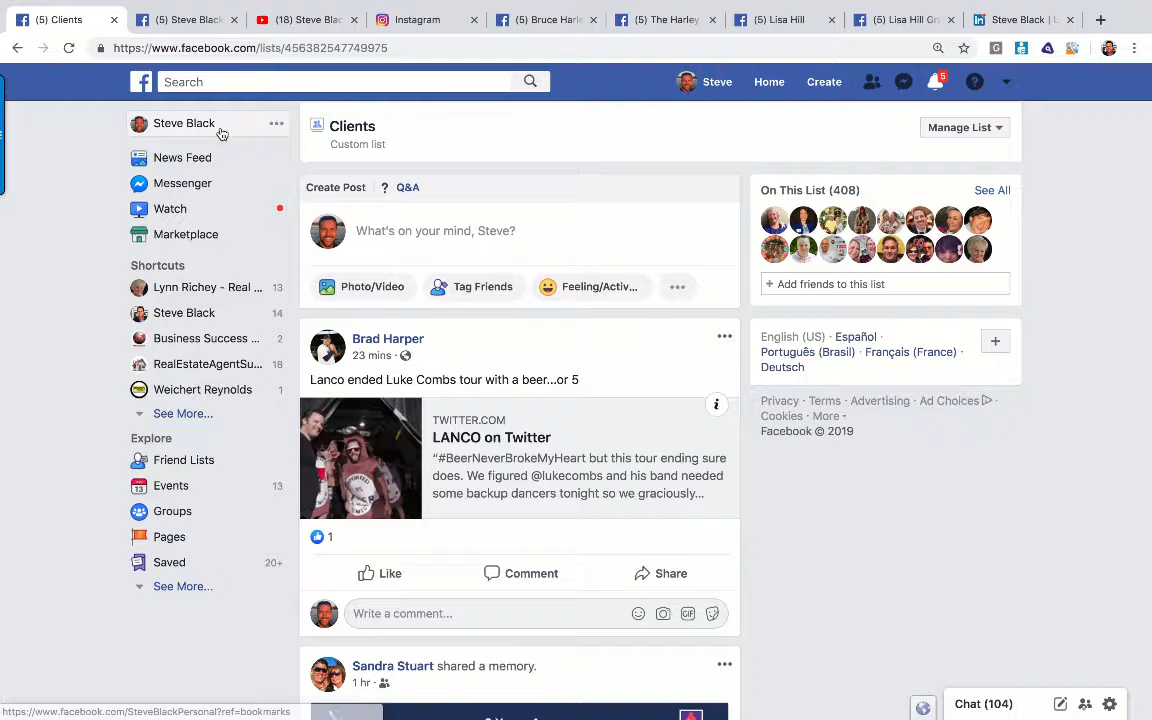 (5) Clients
(5) Steve Black
(18) Steve Blac
Instagram
(5) Bruce Harle
(5) The Harley
(5) Lisa Hill
(5) Lisa Hill Gr
Steve Black | L
https://www.facebook.com/lists/456382547749975
Search
Steve
Home
Create
5
Steve Black
News Feed
Messenger
Watch
Marketplace
Shortcuts
Lynn Richey - Real ... 13
Steve Black 14
Business Success ... 2
RealEstateAgentSu... 18
Weichert Reynolds 1
See More...
Explore
Friend Lists
Events 13
Groups
Pages
Saved 20+
See More...
Clients
Custom list
Manage List
Create Post
? Q&A
What's on your mind, Steve?
Photo/Video
Tag Friends
Feeling/Activ...
Brad Harper
23 mins ·
Lanco ended Luke Combs tour with a beer...or 5
TWITTER.COM
LANCO on Twitter
"#BeerNeverBrokeMyHeart but this tour ending sure
does. We figured @lukecombs and his band needed
some backup dancers tonight so we graciously...
1
Like
Comment
Share
Write a comment...
GIF
Sandra Stuart shared a memory.
1 hr ·
On This List (408)
See All
+ Add friends to this list
English (US) · Español ·
Português (Brasil) · Français (France) ·
Deutsch
Privacy · Terms · Advertising · Ad Choices ·
Cookies · More
Facebook © 2019
https://www.facebook.com/SteveBlackPersonal?ref=bookmarks
Chat (104)